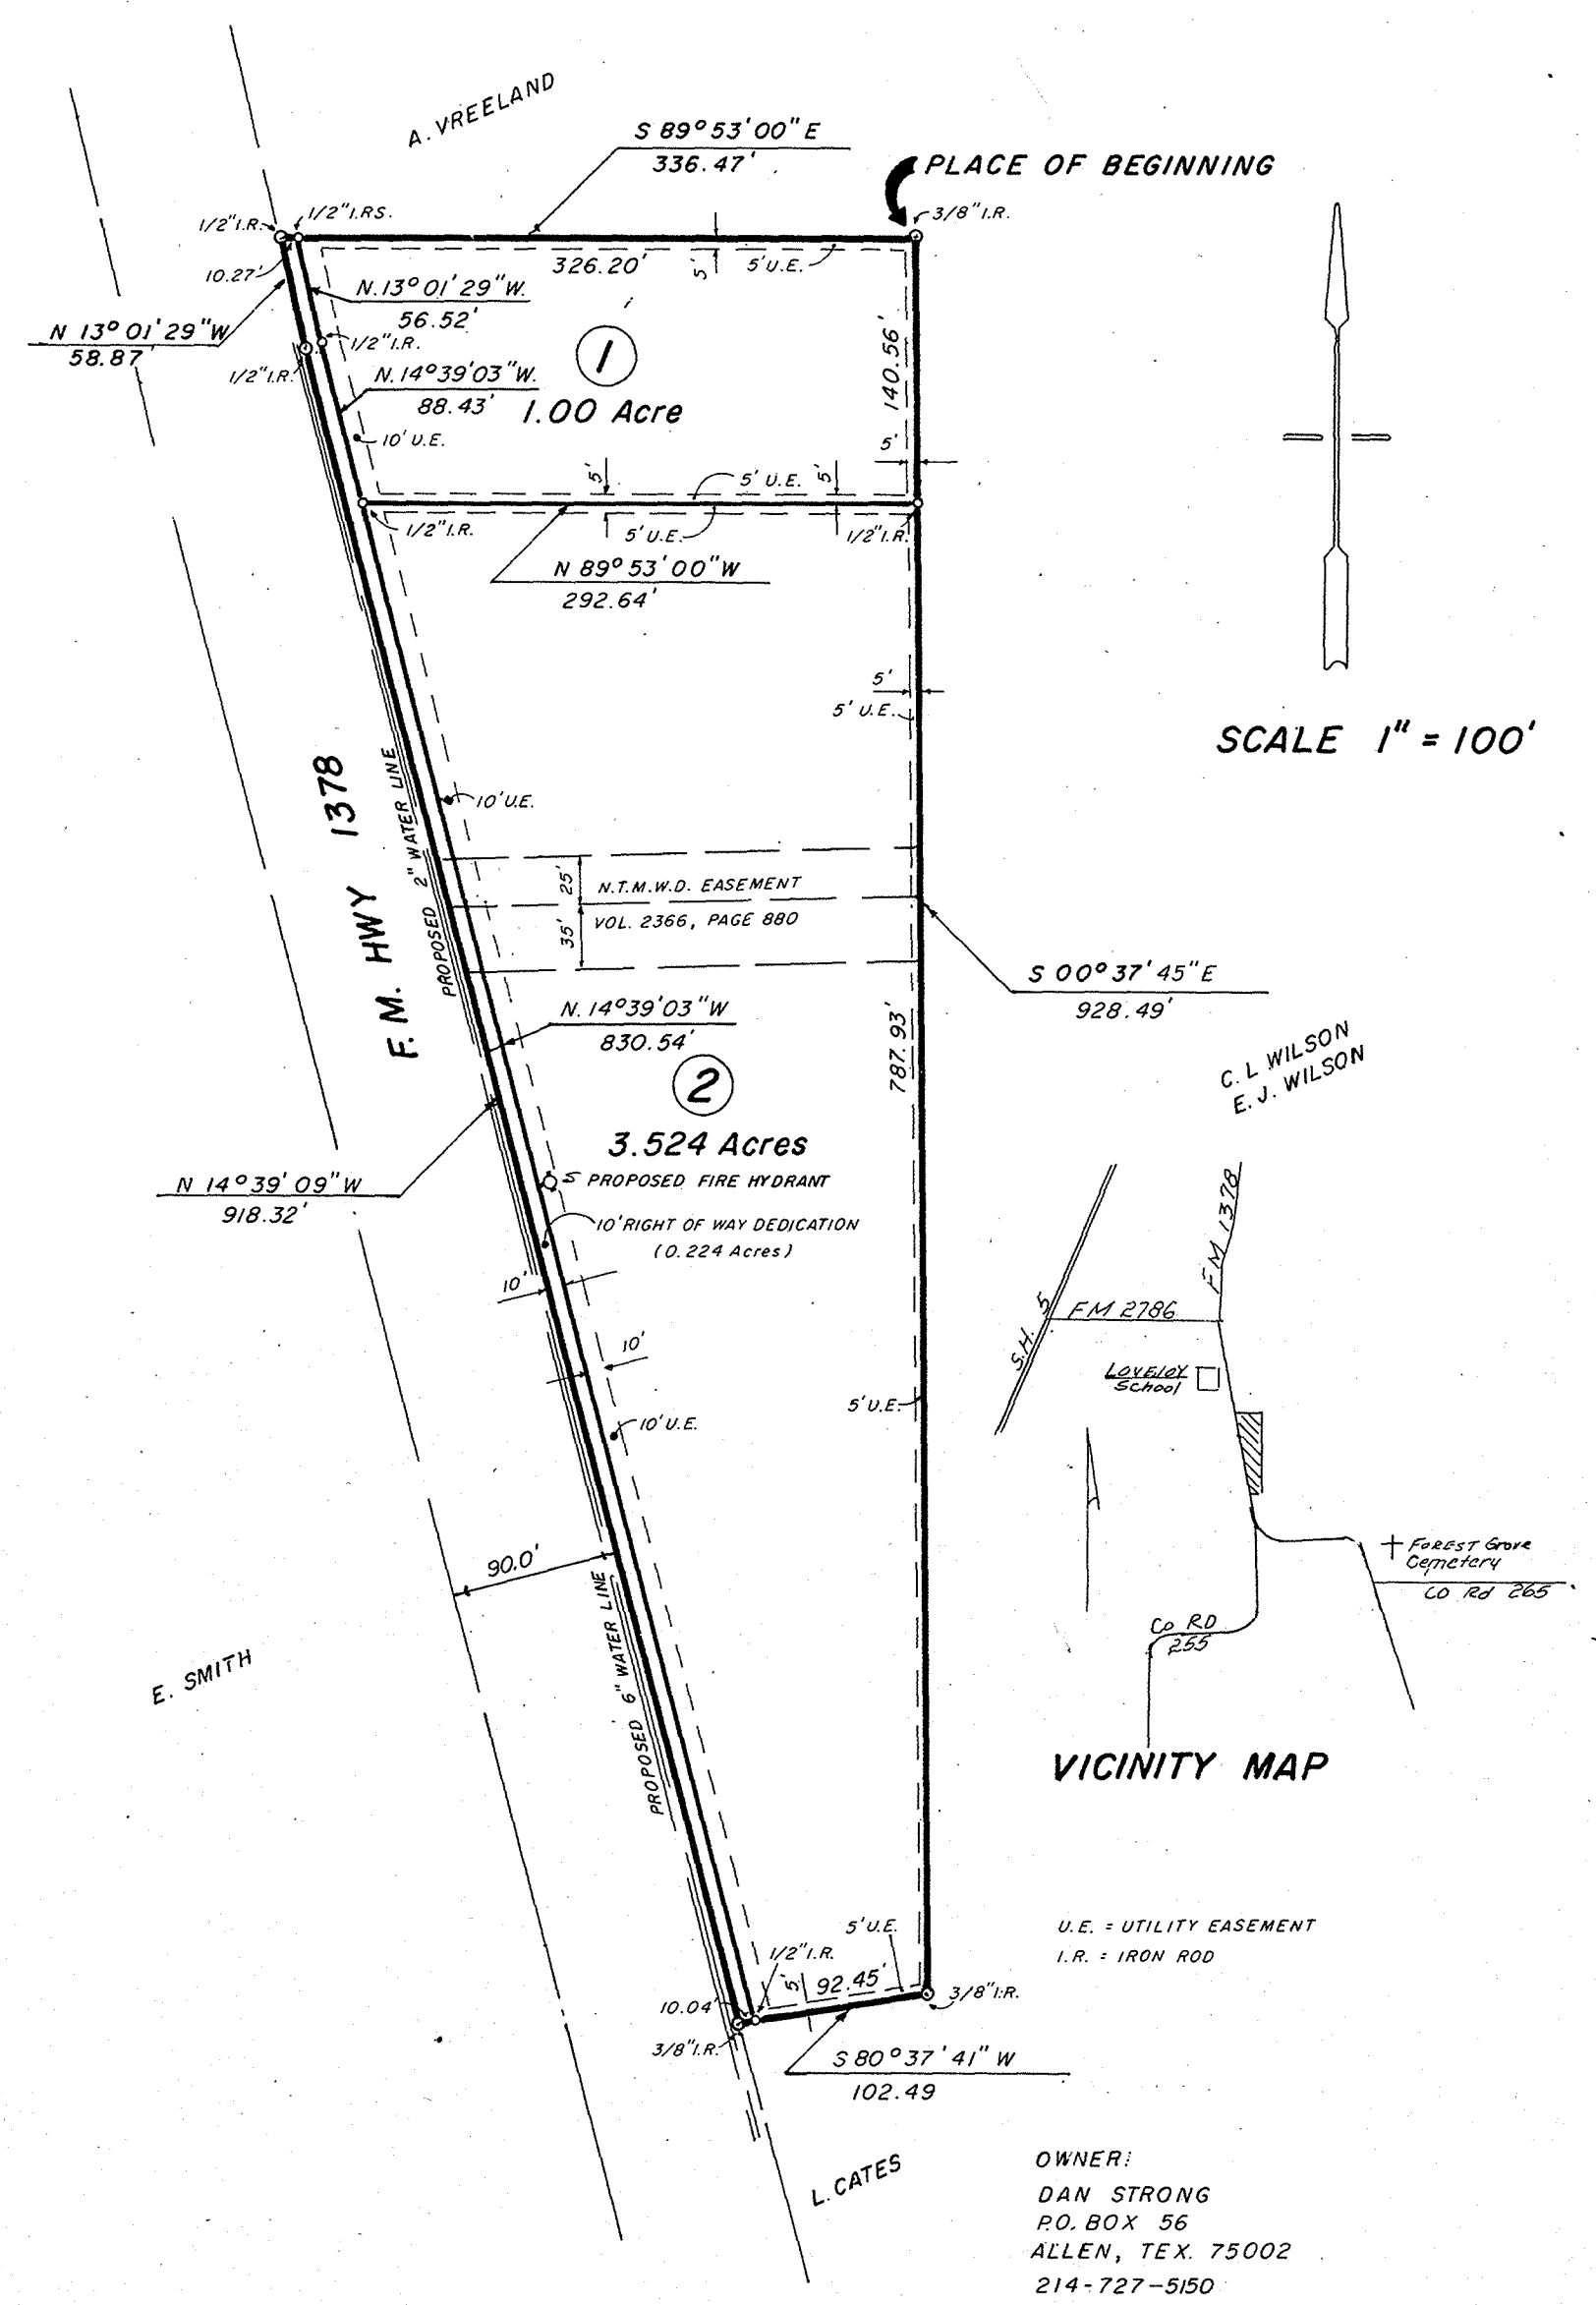 A. VREELAND
S 89° 53' 00" E
336.47'
PLACE OF BEGINNING
1/2" I.R.
1/2" I.RS.
3/8" I.R.
10.27'
326.20'
5'
5' U.E.
N. 13° 01' 29" W.
56.52'
N 13° 01' 29" W
58.87'
1/2" I.R.
1/2" I.R.
1
140.56'
N. 14° 39' 03" W.
88.43'
1.00 Acre
10' U.E.
5'
5'
5' U.E.
5'
1/2" I.R.
5' U.E.
1/2" I.R.
N 89° 53' 00" W
292.64'
5'
5' U.E.
SCALE 1" = 100'
F. M. HWY 1378
PROPOSED 2" WATER LINE
10' U.E.
25'
N.T.M.W.D. EASEMENT
35'
VOL. 2366, PAGE 880
S 00° 37' 45" E
928.49'
N. 14° 39' 03" W
830.54'
787.93'
C. L WILSON
E. J. WILSON
2
3.524 Acres
PROPOSED FIRE HYDRANT
N 14° 39' 09" W
918.32'
10' RIGHT OF WAY DEDICATION
(0.224 Acres)
10'
10'
5' U.E.
10' U.E.
90.0'
PROPOSED 6" WATER LINE
E. SMITH
FM 1378
S.H. 5
FM 2786
LOVEJOY
School
FOREST Grove
Cemetery
CO Rd 265
Co RD
255
VICINITY MAP
U.E. = UTILITY EASEMENT
I.R. = IRON ROD
5' U.E.
1/2" I.R.
5'
92.45'
3/8" I.R.
10.04'
3/8" I.R.
S 80° 37' 41" W
102.49
L. CATES
OWNER:
DAN STRONG
P.O. BOX 56
ALLEN, TEX. 75002
214-727-5150